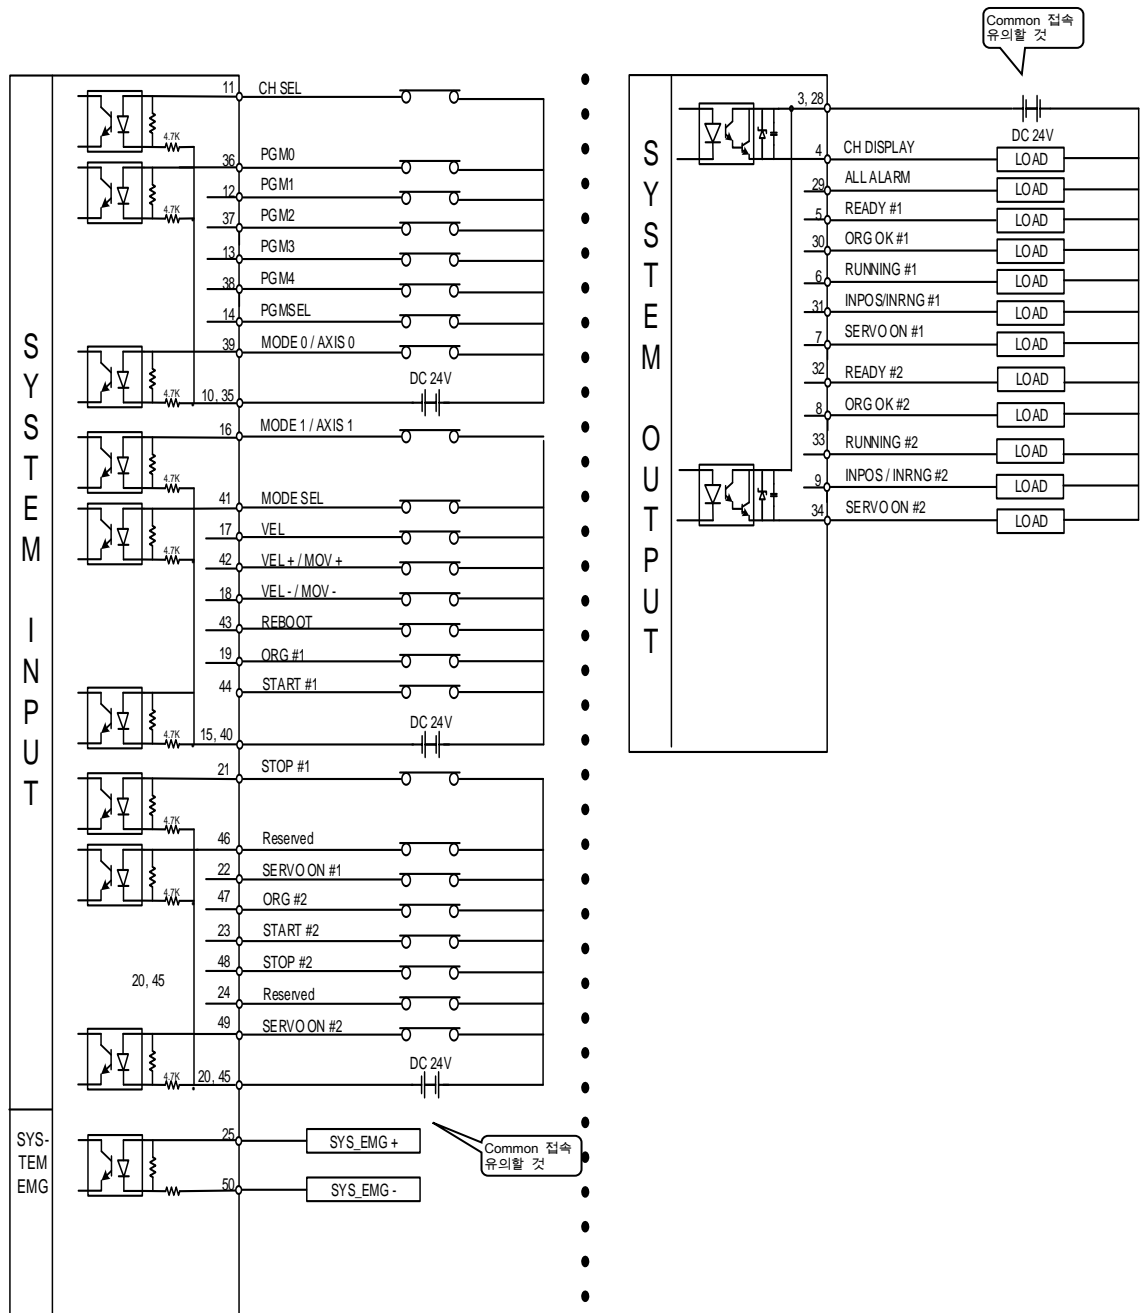 Common 접속
유의할 것
SYSTEM INPUT
11 CH SEL
4.7K
36 PGM0
12 PGM1
37 PGM2
4.7K
13 PGM3
38 PGM4
14 PGMSEL
39 MODE 0 / AXIS 0
DC 24V
4.7K
10, 35
16 MODE 1 / AXIS 1
4.7K
41 MODE SEL
17 VEL
4.7K
42 VEL + / MOV +
18 VEL - / MOV -
43 REBOOT
19 ORG #1
44 START #1
DC 24V
4.7K
15, 40
21 STOP #1
4.7K
46 Reserved
22 SERVO ON #1
4.7K
47 ORG #2
23 START #2
48 STOP #2
20, 45
24 Reserved
49 SERVO ON #2
DC 24V
4.7K
20, 45
SYS-
TEM
EMG
25 SYS_EMG +
50 SYS_EMG -
Common 접속
유의할 것
SYSTEM OUTPUT
3, 28
DC 24V
4 CH DISPLAY LOAD
29 ALL ALARM LOAD
5 READY #1 LOAD
30 ORG OK #1 LOAD
6 RUNNING #1 LOAD
31 INPOS/INRNG #1 LOAD
7 SERVO ON #1 LOAD
32 READY #2 LOAD
8 ORG OK #2 LOAD
33 RUNNING #2 LOAD
9 INPOS / INRNG #2 LOAD
34 SERVO ON #2 LOAD